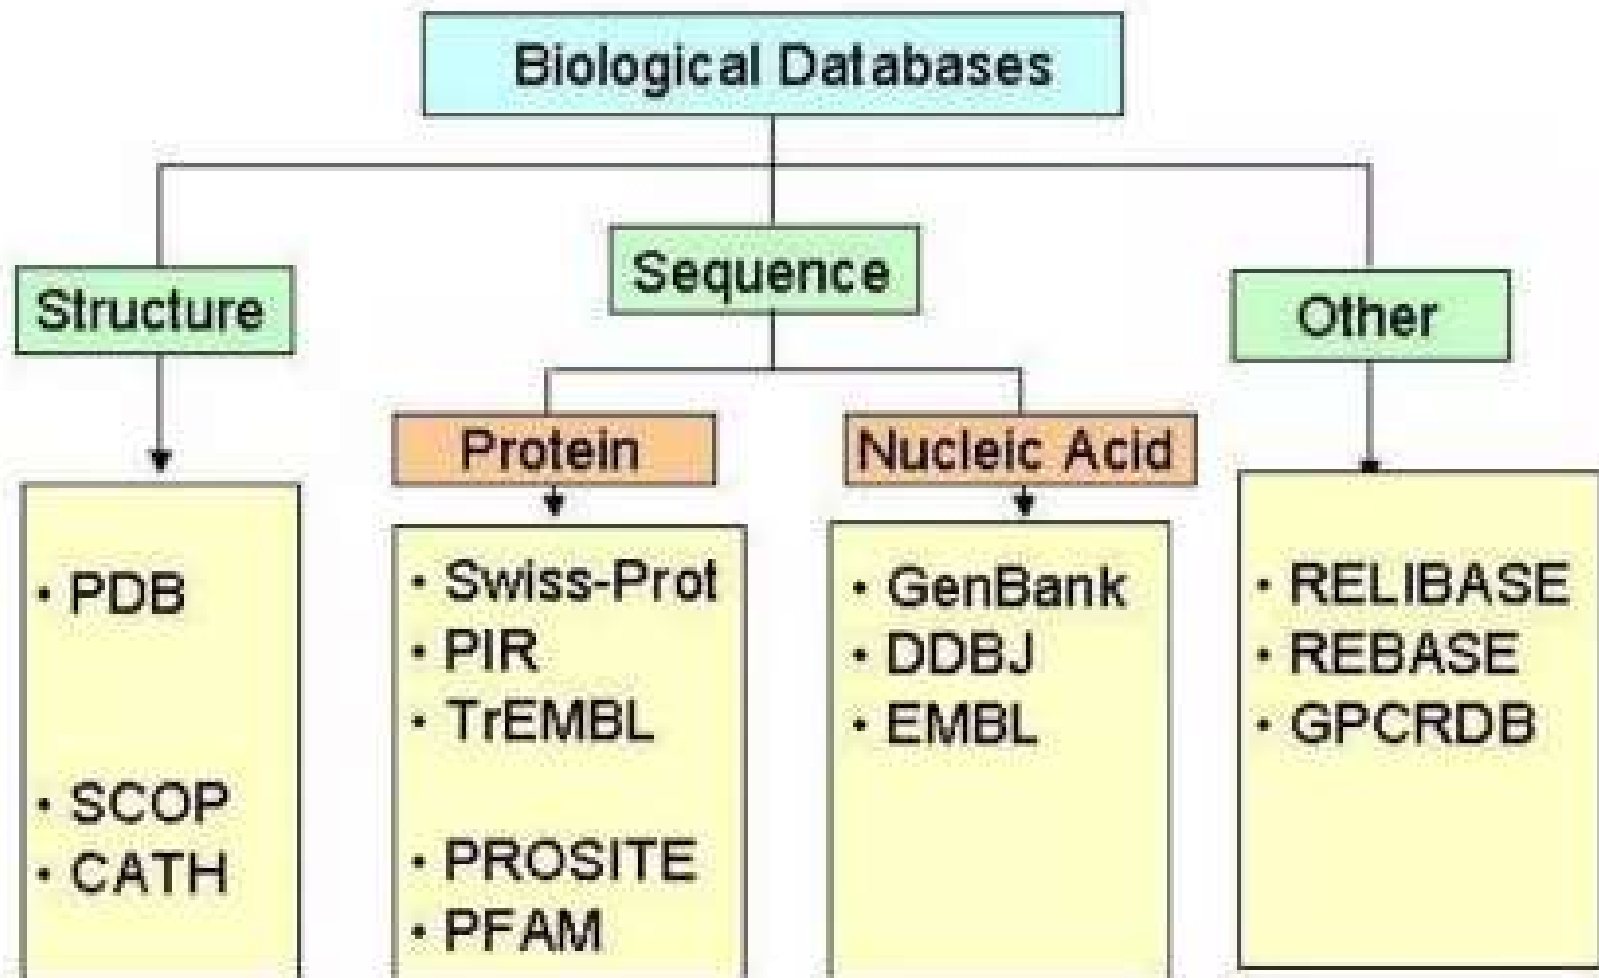 Biological Databases
Structure
Sequence
Other
Protein
Nucleic Acid
• PDB
• SCOP
• CATH
• Swiss-Prot
• PIR
• TrEMBL
• PROSITE
• PFAM
• GenBank
• DDBJ
• EMBL
• RELIBASE
• REBASE
• GPCRDB